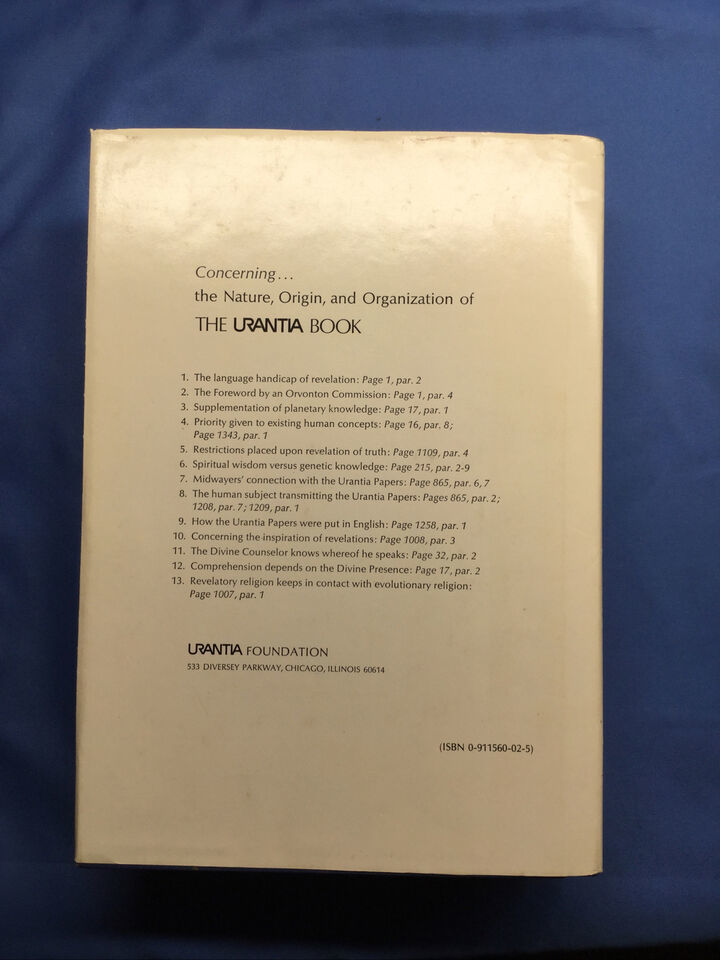 Concerning...
the Nature, Origin, and Organization of
THE URANTIA BOOK
1. The language handicap of revelation: Page 1, par. 2
2. The Foreword by an Orvonton Commission: Page 1, par. 4
3. Supplementation of planetary knowledge: Page 17, par. 1
4. Priority given to existing human concepts: Page 16, par. 8;
Page 1343, par. 1
5. Restrictions placed upon revelation of truth: Page 1109, par. 4
6. Spiritual wisdom versus genetic knowledge: Page 215, par. 2-9
7. Midwayers' connection with the Urantia Papers: Page 865, par. 6, 7
8. The human subject transmitting the Urantia Papers: Pages 865, par. 2;
1208, par. 7; 1209, par. 1
9. How the Urantia Papers were put in English: Page 1258, par. 1
10. Concerning the inspiration of revelations: Page 1008, par. 3
11. The Divine Counselor knows whereof he speaks: Page 32, par. 2
12. Comprehension depends on the Divine Presence: Page 17, par. 2
13. Revelatory religion keeps in contact with evolutionary religion:
Page 1007, par. 1
URANTIA FOUNDATION
533 DIVERSEY PARKWAY, CHICAGO, ILLINOIS 60614
(ISBN 0-911560-02-5)